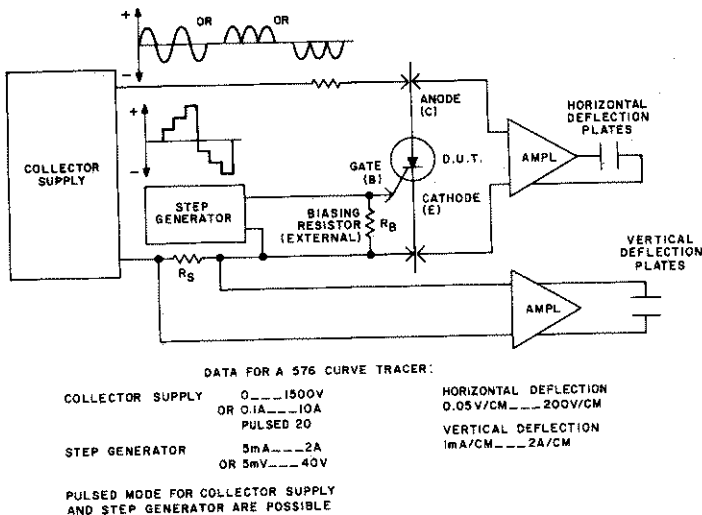 +
OR
OR
−
COLLECTOR
SUPPLY
+
−
STEP
GENERATOR
ANODE
(C)
GATE
(B)
D.U.T.
CATHODE
(E)
BIASING
RESISTOR
(EXTERNAL)
RB
RS
AMPL
HORIZONTAL
DEFLECTION
PLATES
AMPL
VERTICAL
DEFLECTION
PLATES
DATA FOR A 576 CURVE TRACER:
COLLECTOR SUPPLY 0___1500V
OR 0.1A___10A
PULSED 20
STEP GENERATOR 5mA___2A
OR 5mV___40V
PULSED MODE FOR COLLECTOR SUPPLY
AND STEP GENERATOR ARE POSSIBLE
HORIZONTAL DEFLECTION
0.05V/CM___200V/CM
VERTICAL DEFLECTION
1mA/CM___2A/CM